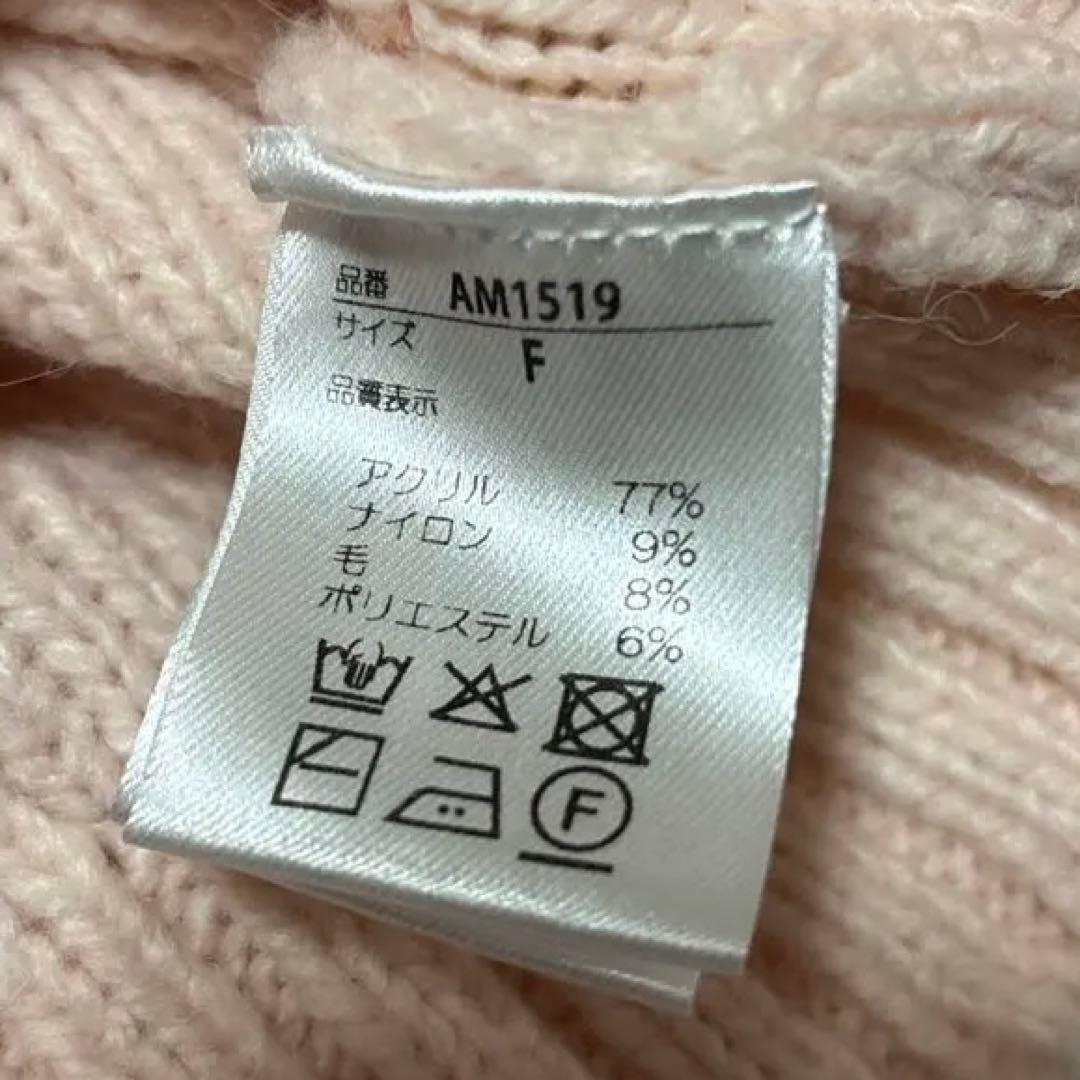 品番 AM1519
サイズ F
品質表示
アクリル 77%
ナイロン 9%
毛 8%
ポリエステル 6%
F